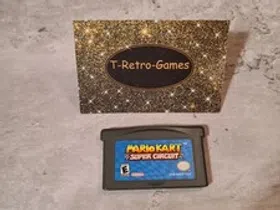 T-Retro-Games
MARIO KART
SUPER CIRCUIT
E